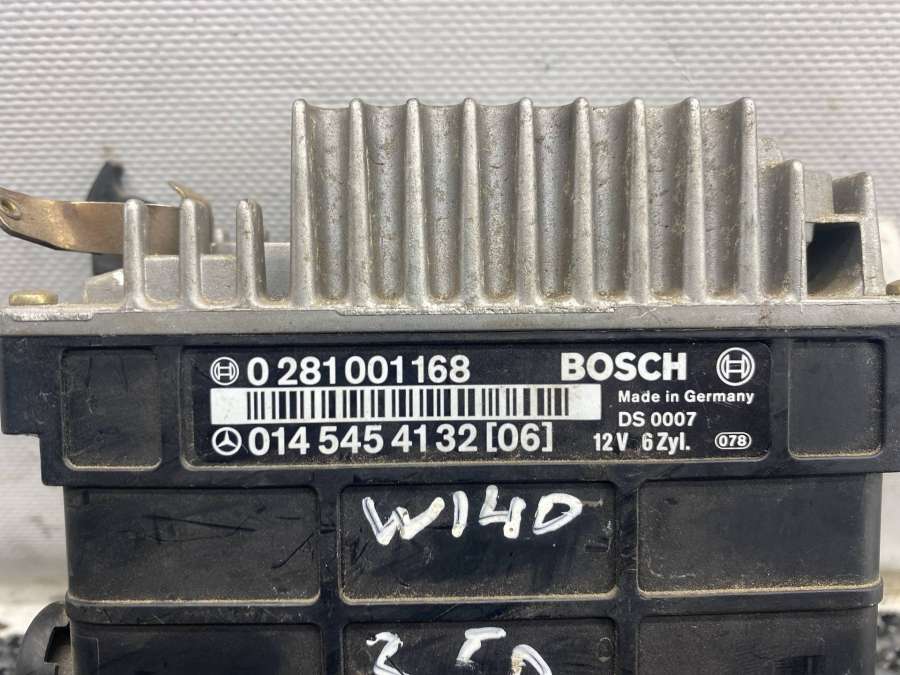 0 281 001 168 BOSCH
Made in Germany
DS 0007
014 545 41 32 [06] 12V 6 Zyl. 078
W140